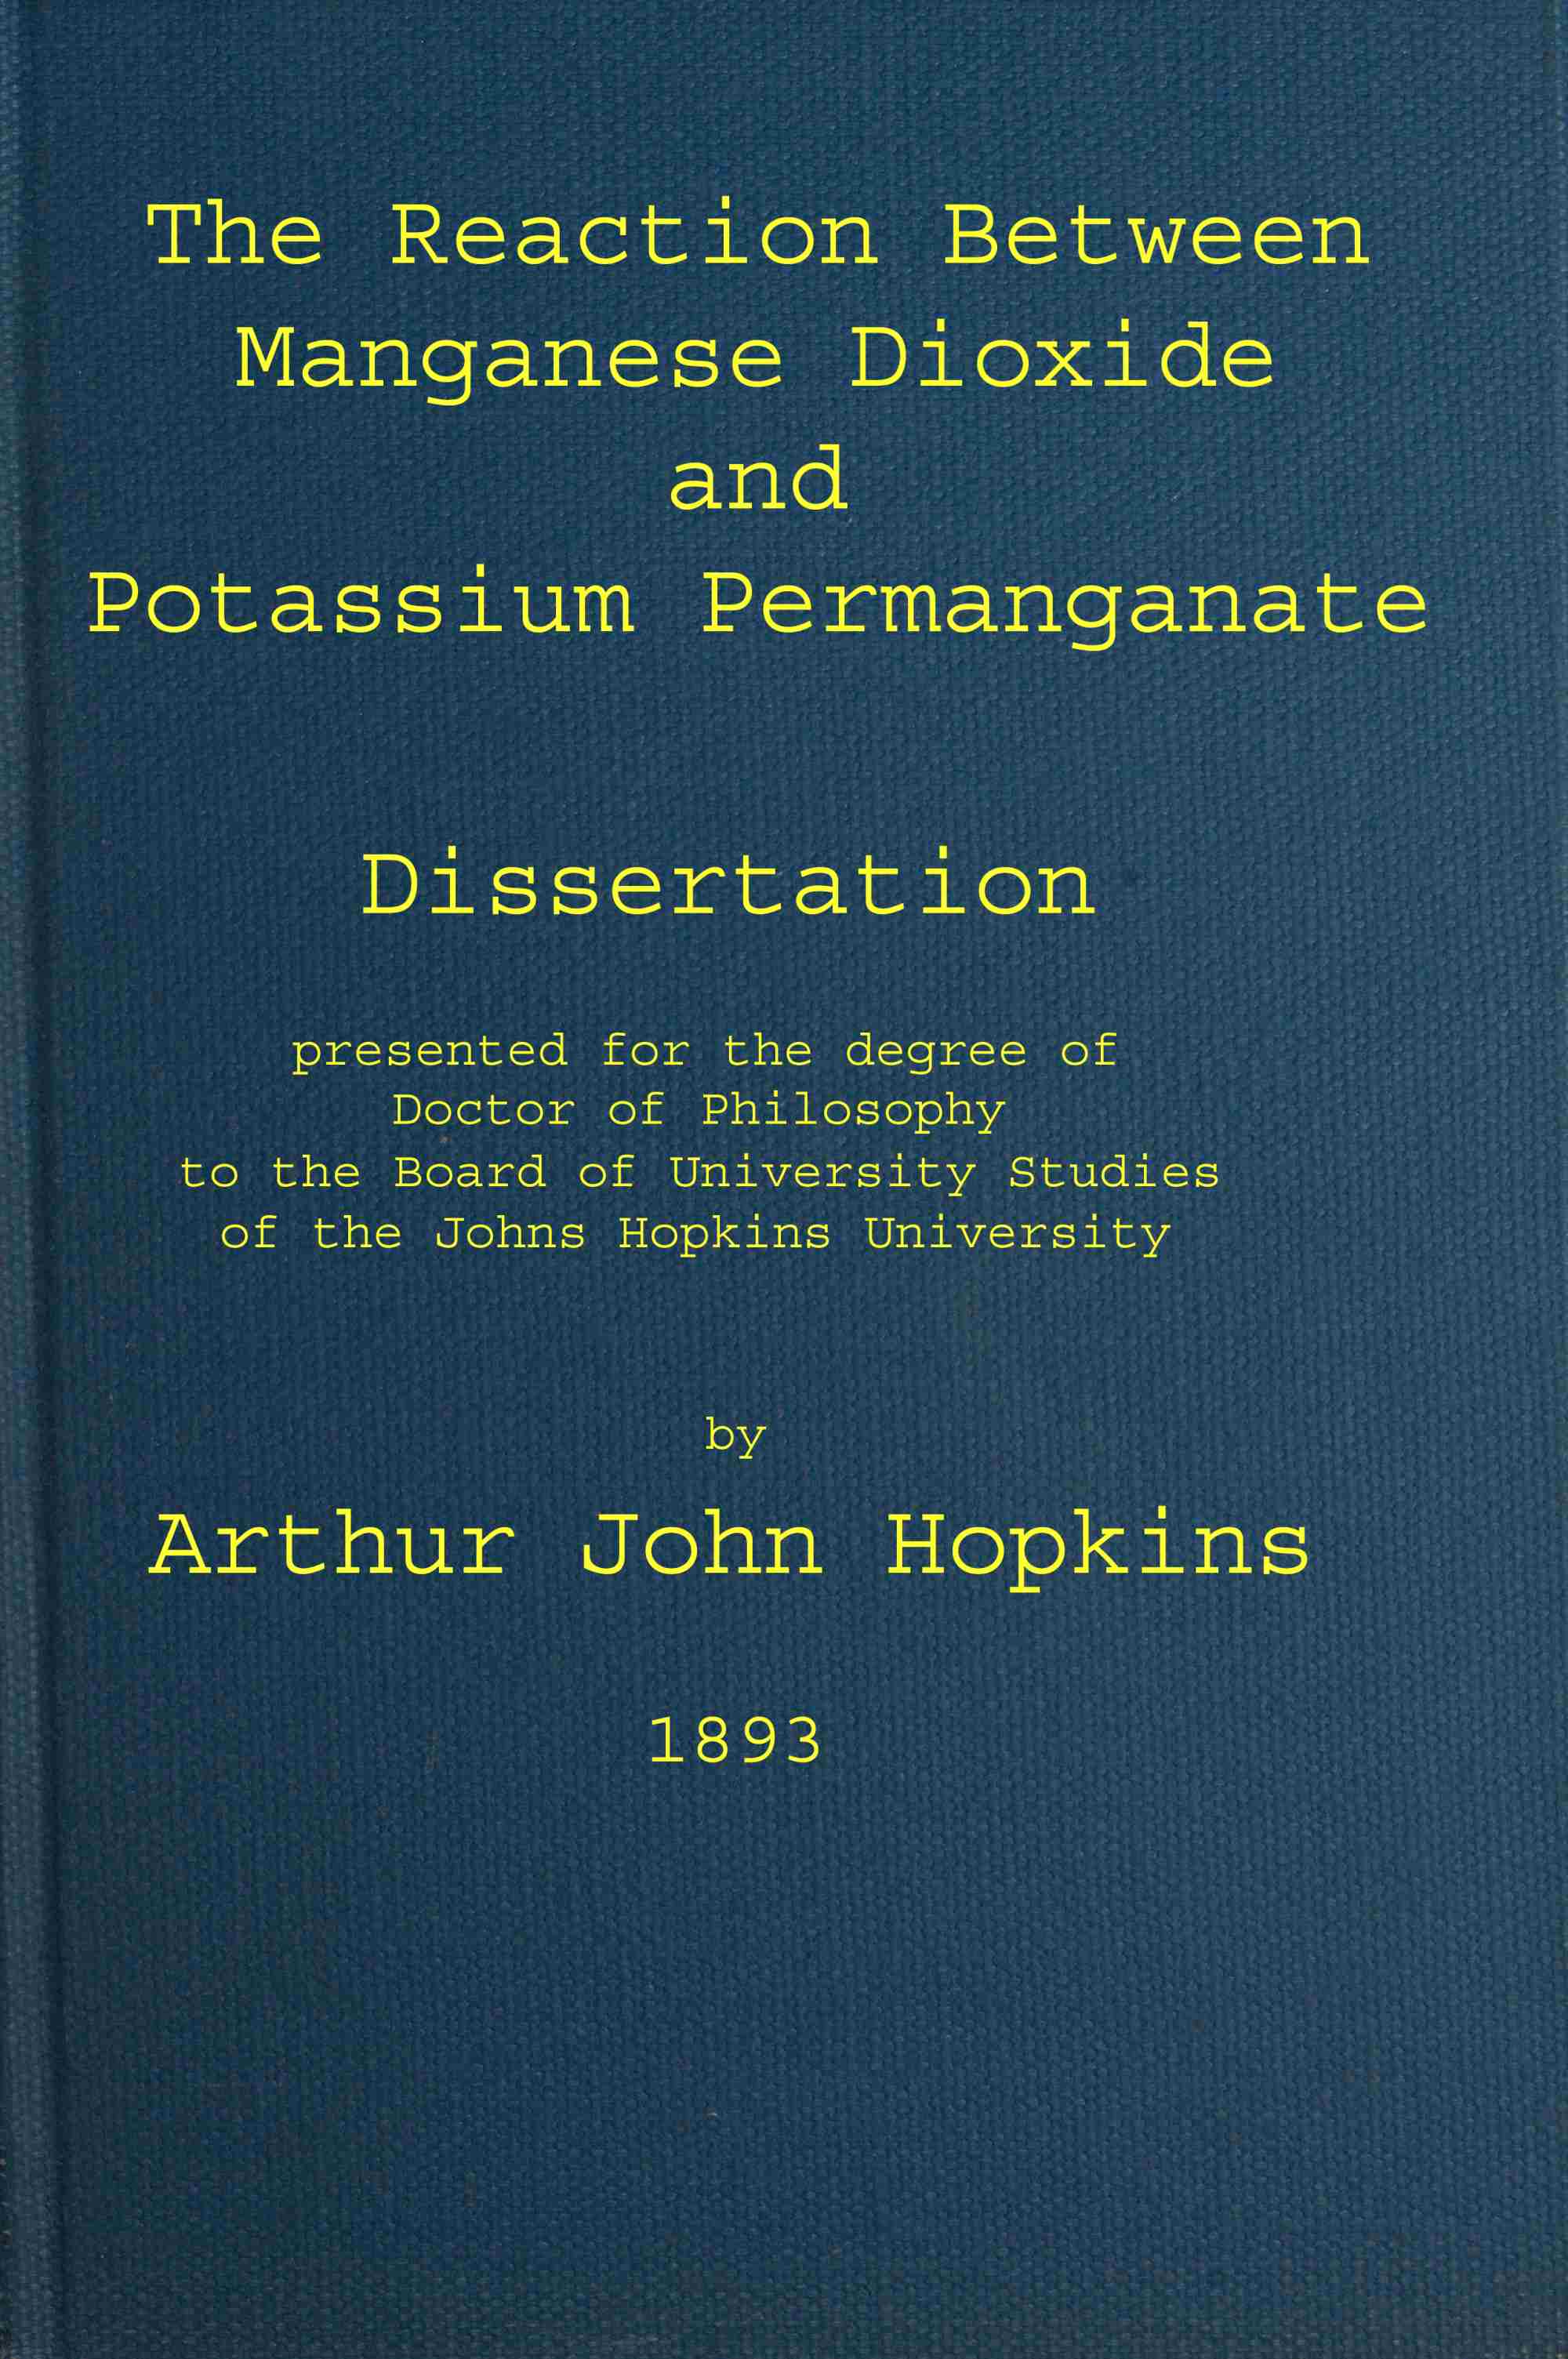 The Reaction Between
Manganese Dioxide
and
Potassium Permanganate
Dissertation
presented for the degree of
Doctor of Philosophy
to the Board of University Studies
of the Johns Hopkins University
by
Arthur John Hopkins
1893